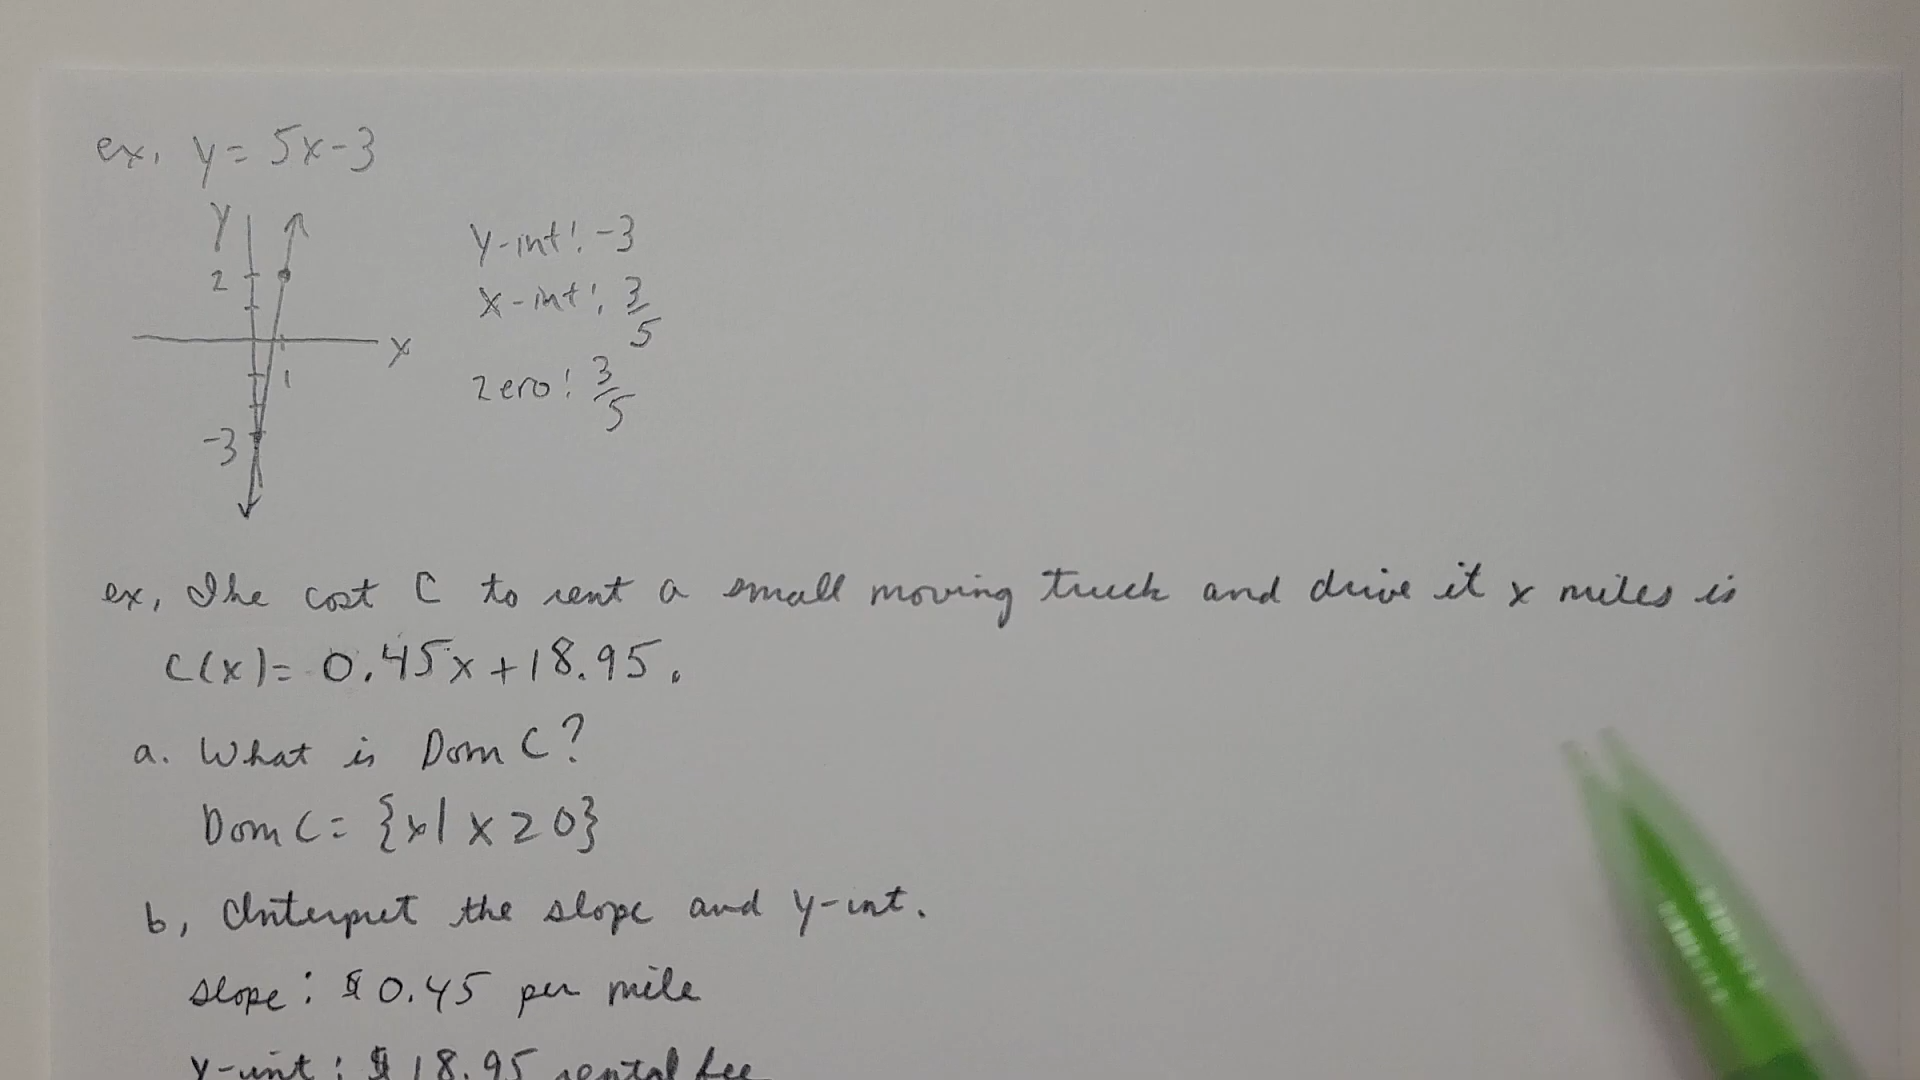 ex. y = 5x-3
y
2
x
1
-3
y-int: -3
x-int: 3/5
zero: 3/5
ex. The cost C to rent a small moving truck and drive it x miles is
C(x) = 0.45x + 18.95.
a. What is Dom C?
Dom C = {x | x ≥ 0}
b. Interpret the slope and y-int.
slope: $0.45 per mile
y-int: $18.95 rental fee